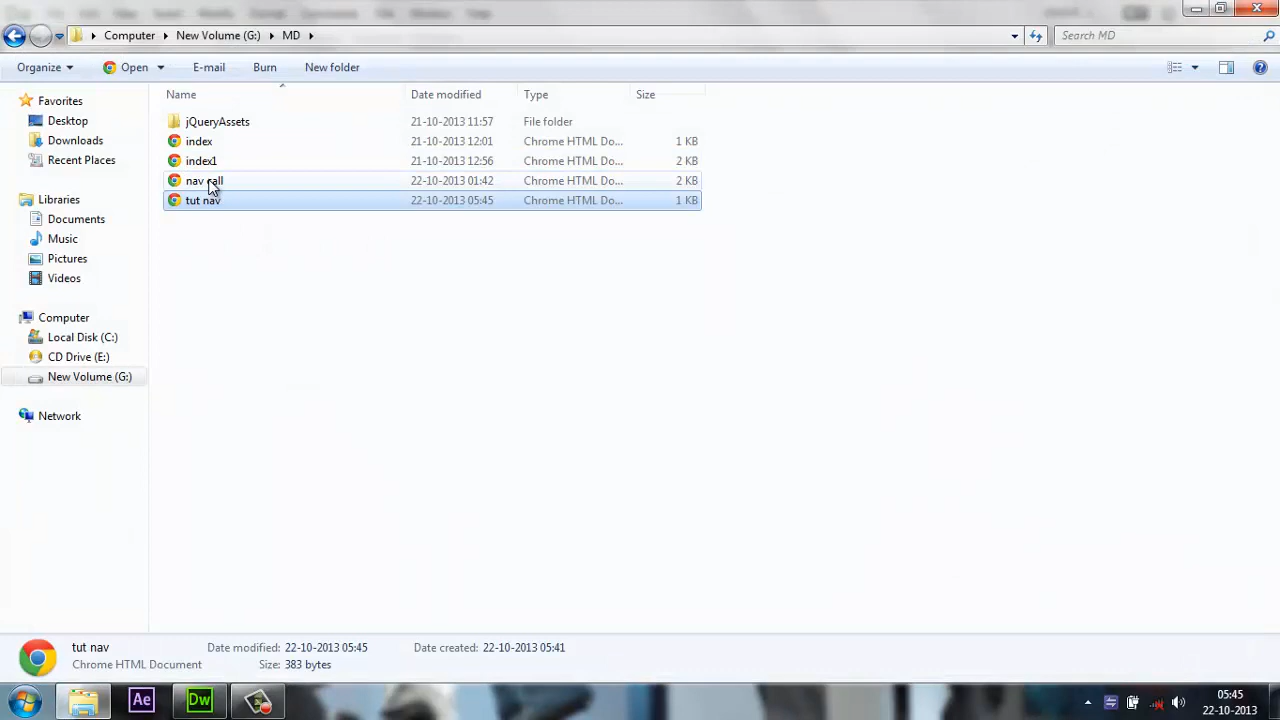 Computer New Volume (G:) MD
Search MD
Organize Open E-mail Burn New folder
Name Date modified Type Size
jQueryAssets 21-10-2013 11:57 File folder
index 21-10-2013 12:01 Chrome HTML Do... 1 KB
index1 21-10-2013 12:56 Chrome HTML Do... 2 KB
nav call 22-10-2013 01:42 Chrome HTML Do... 2 KB
tut nav 22-10-2013 05:45 Chrome HTML Do... 1 KB
Favorites
Desktop
Downloads
Recent Places
Libraries
Documents
Music
Pictures
Videos
Computer
Local Disk (C:)
CD Drive (E:)
New Volume (G:)
Network
tut nav Date modified: 22-10-2013 05:45 Date created: 22-10-2013 05:41
Chrome HTML Document Size: 383 bytes
Ae Dw
05:45
22-10-2013